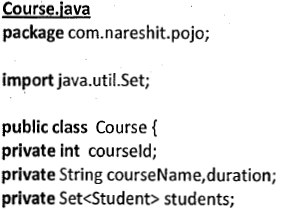 Course.java
package com.nareshit.pojo;
import java.util.Set;
public class Course {
private int courseId;
private String courseName,duration;
private Set<Student> students;